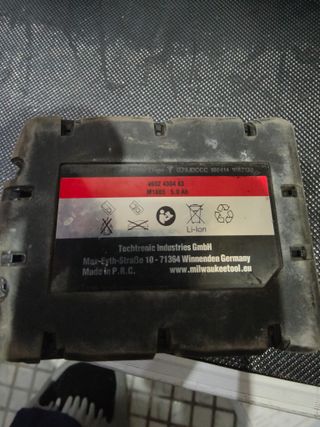 4932 4304 83
M18B5 5.0 Ah
Li-Ion
Techtronic Industries GmbH
Max-Eyth-Straße 10 - 71364 Winnenden Germany
Made in P.R.C. www.milwaukeetool.eu